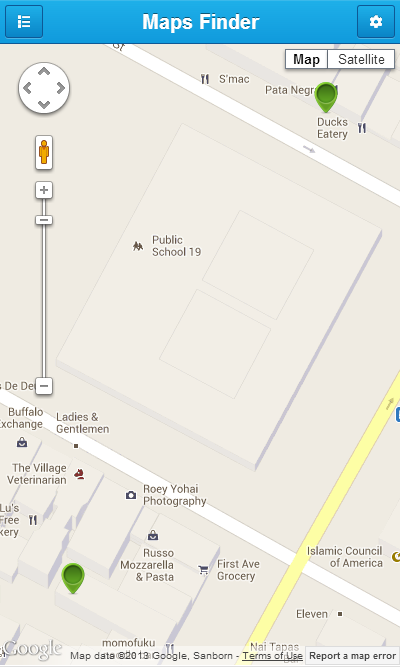 Maps Finder
St
Map
Satellite
S'mac
Pata Negra
Ducks
Eatery
Public
School 19
Buffalo
Exchange
Ladies &
Gentlemen
The Village
Veterinarian
Roey Yohai
Photography
Lu's
Free
Russo
Mozzarella
& Pasta
First Ave
Grocery
Islamic Council
of America
Eleven
momofuku
Nai Tapas
Google
Map data ©2013 Google, Sanborn - Terms of Use
Report a map error